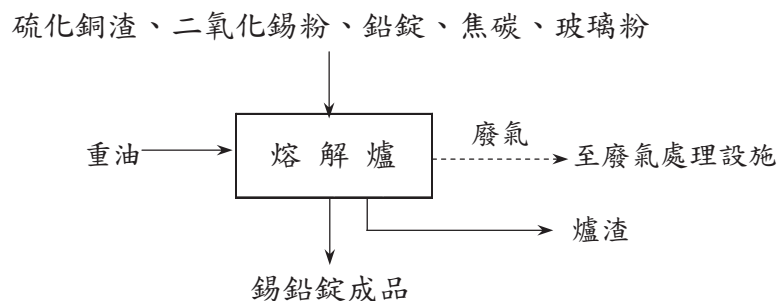 硫化銅渣、二氧化錫粉、鉛錠、焦碳、玻璃粉
廢氣
重油
熔解爐
至廢氣處理設施
爐渣
錫鉛錠成品